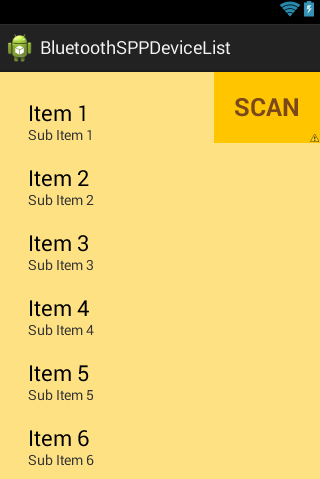 BluetoothSPPDeviceList
SCAN
Item 1
Sub Item 1
Item 2
Sub Item 2
Item 3
Sub Item 3
Item 4
Sub Item 4
Item 5
Sub Item 5
Item 6
Sub Item 6